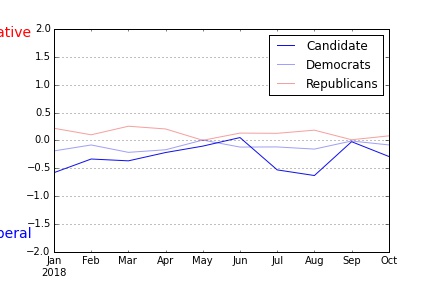 2.0
ative
Candidate
1.5
Democrats
Republicans
1.0
0.5
0.0
−0.5
−1.0
−1.5
beral
−2.0
Jan Feb Mar Apr May Jun Jul Aug Sep Oct
2018